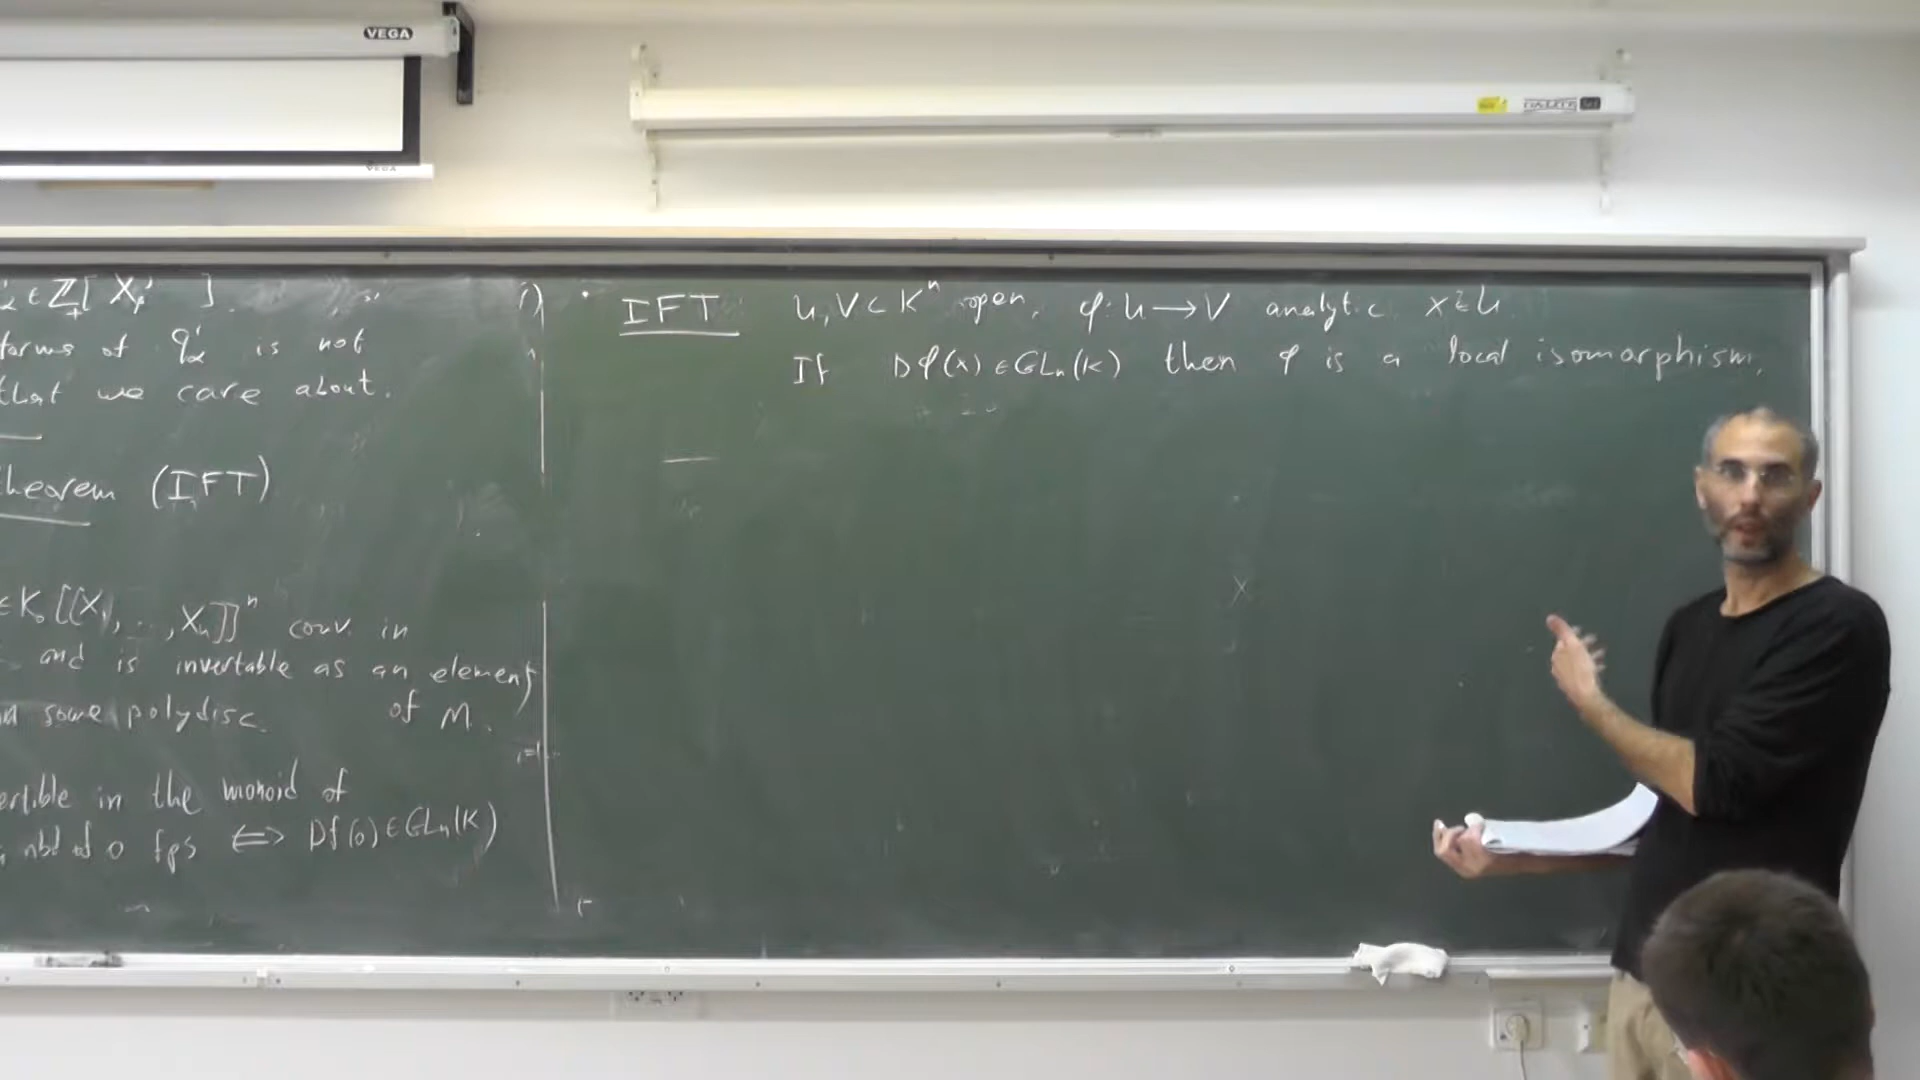 VEGA
VEGA
∈ ℤ₊[ X ].
forms of q'_α is not
that we care about.
theorem (IFT)
∈ K₀[[X₁, .., Xₙ]]ⁿ conv. in
and is invertable as an element
of M.
some polydisc.
ertible in the monoid of
nbd of 0 fps ⟺ Df(0) ∈ GLₙ(K)
i)
IFT U, V ⊂ Kⁿ open, φ: U → V analytic x ∈ U
If Dφ(x) ∈ GLₙ(K) then φ is a local isomorphism.
X